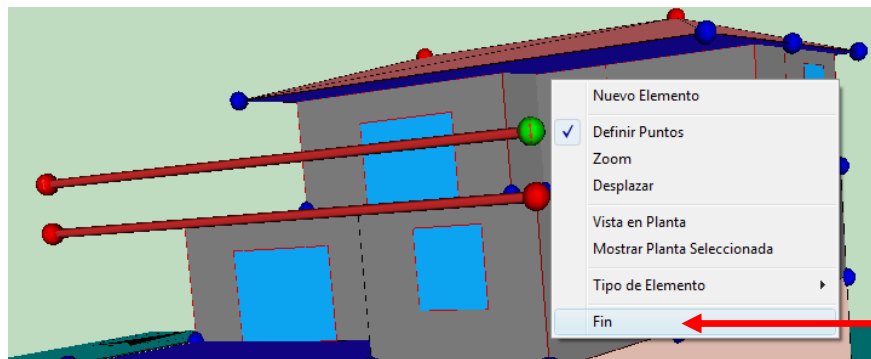 Nuevo Elemento
Definir Puntos
Zoom
Desplazar
Vista en Planta
Mostrar Planta Seleccionada
Tipo de Elemento
Fin